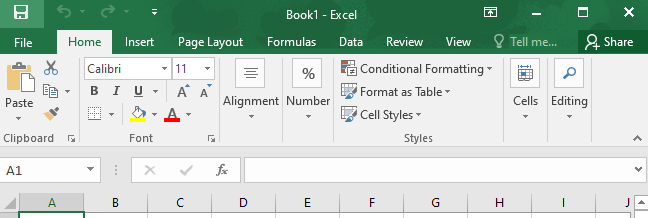 Book1 - Excel
File Home Insert Page Layout Formulas Data Review View Tell me... Share
Calibri 11 Conditional Formatting
Paste B I U A A Alignment % Number Format as Table Cells Editing
A Cell Styles
Clipboard Font Styles
A1 fx
A B C D E F G H I J